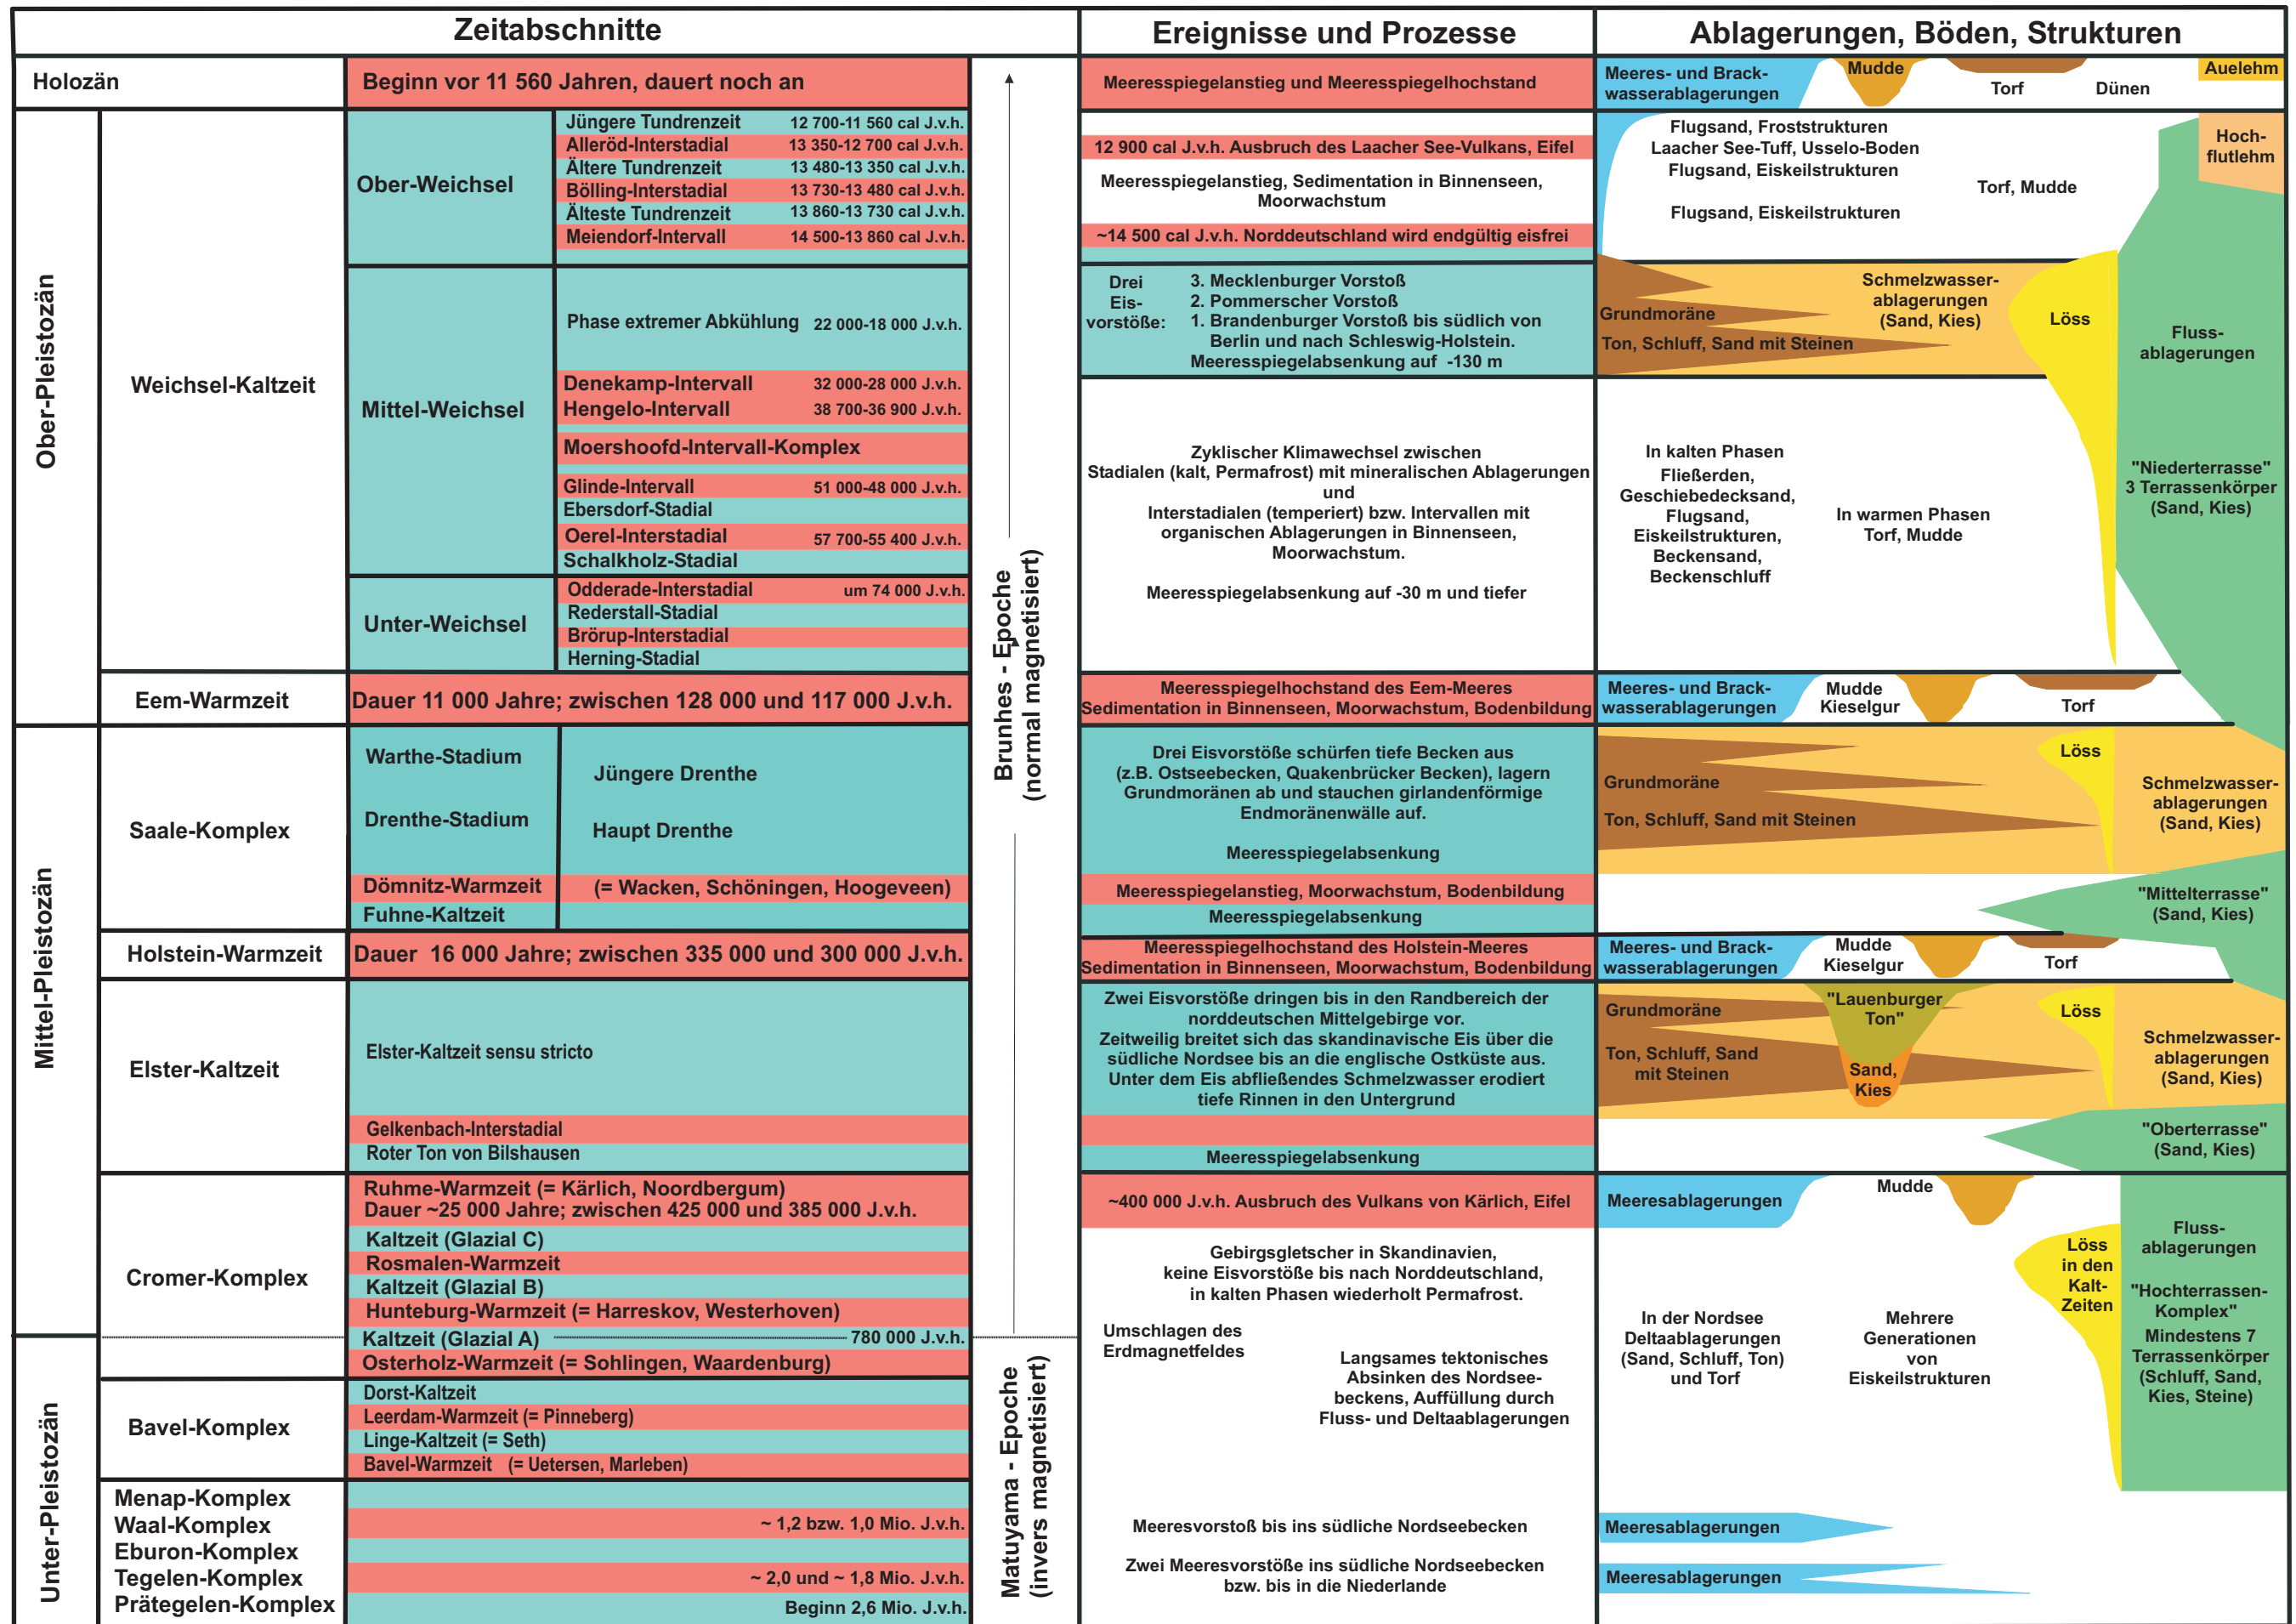 Zeitabschnitte
Ereignisse und Prozesse
Ablagerungen, Böden, Strukturen
Holozän
Beginn vor 11 560 Jahren, dauert noch an
Meeresspiegelanstieg und Meeresspiegelhochstand
Meeres- und Brack-
wasserablagerungen
Mudde
Torf
Dünen
Auelehm
Ober-Pleistozän
Weichsel-Kaltzeit
Ober-Weichsel
Jüngere Tundrenzeit 12 700-11 560 cal J.v.h.
Alleröd-Interstadial 13 350-12 700 cal J.v.h.
Ältere Tundrenzeit 13 480-13 350 cal J.v.h.
Bölling-Interstadial 13 730-13 480 cal J.v.h.
Älteste Tundrenzeit 13 860-13 730 cal J.v.h.
Meiendorf-Intervall 14 500-13 860 cal J.v.h.
12 900 cal J.v.h. Ausbruch des Laacher See-Vulkans, Eifel
Meeresspiegelanstieg, Sedimentation in Binnenseen,
Moorwachstum
~14 500 cal J.v.h. Norddeutschland wird endgültig eisfrei
Flugsand, Froststrukturen
Laacher See-Tuff, Usselo-Boden
Flugsand, Eiskeilstrukturen
Flugsand, Eiskeilstrukturen
Torf, Mudde
Hoch-
flutlehm
Mittel-Weichsel
Phase extremer Abkühlung 22 000-18 000 J.v.h.
Denekamp-Intervall 32 000-28 000 J.v.h.
Hengelo-Intervall 38 700-36 900 J.v.h.
Moershoofd-Intervall-Komplex
Glinde-Intervall 51 000-48 000 J.v.h.
Ebersdorf-Stadial
Oerel-Interstadial 57 700-55 400 J.v.h.
Schalkholz-Stadial
Drei
Eis-
vorstöße:
3. Mecklenburger Vorstoß
2. Pommerscher Vorstoß
1. Brandenburger Vorstoß bis südlich von
Berlin und nach Schleswig-Holstein.
Meeresspiegelabsenkung auf -130 m
Grundmoräne
Ton, Schluff, Sand mit Steinen
Schmelzwasser-
ablagerungen
(Sand, Kies)
Löss
Fluss-
ablagerungen
"Niederterrasse"
3 Terrassenkörper
(Sand, Kies)
Unter-Weichsel
Odderade-Interstadial um 74 000 J.v.h.
Rederstall-Stadial
Brörup-Interstadial
Herning-Stadial
Zyklischer Klimawechsel zwischen
Stadialen (kalt, Permafrost) mit mineralischen Ablagerungen
und
Interstadialen (temperiert) bzw. Intervallen mit
organischen Ablagerungen in Binnenseen,
Moorwachstum.
Meeresspiegelabsenkung auf -30 m und tiefer
In kalten Phasen
Fließerden,
Geschiebedecksand,
Flugsand,
Eiskeilstrukturen,
Beckensand,
Beckenschluff
In warmen Phasen
Torf, Mudde
Brunhes - Epoche
(normal magnetisiert)
Eem-Warmzeit
Dauer 11 000 Jahre; zwischen 128 000 und 117 000 J.v.h.
Meeresspiegelhochstand des Eem-Meeres
Sedimentation in Binnenseen, Moorwachstum, Bodenbildung
Meeres- und Brack-
wasserablagerungen
Mudde
Kieselgur
Torf
Mittel-Pleistozän
Saale-Komplex
Warthe-Stadium
Drenthe-Stadium
Jüngere Drenthe
Haupt Drenthe
Dömnitz-Warmzeit (= Wacken, Schöningen, Hoogeveen)
Fuhne-Kaltzeit
Drei Eisvorstöße schürfen tiefe Becken aus
(z.B. Ostseebecken, Quakenbrücker Becken), lagern
Grundmoränen ab und stauchen girlandenförmige
Endmoränenwälle auf.
Meeresspiegelabsenkung
Meeresspiegelanstieg, Moorwachstum, Bodenbildung
Meeresspiegelabsenkung
Grundmoräne
Ton, Schluff, Sand mit Steinen
Löss
Schmelzwasser-
ablagerungen
(Sand, Kies)
"Mittelterrasse"
(Sand, Kies)
Holstein-Warmzeit
Dauer 16 000 Jahre; zwischen 335 000 und 300 000 J.v.h.
Meeresspiegelhochstand des Holstein-Meeres
Sedimentation in Binnenseen, Moorwachstum, Bodenbildung
Meeres- und Brack-
wasserablagerungen
Mudde
Kieselgur
Torf
Elster-Kaltzeit
Elster-Kaltzeit sensu stricto
Gelkenbach-Interstadial
Roter Ton von Bilshausen
Zwei Eisvorstöße dringen bis in den Randbereich der
norddeutschen Mittelgebirge vor.
Zeitweilig breitet sich das skandinavische Eis über die
südliche Nordsee bis an die englische Ostküste aus.
Unter dem Eis abfließendes Schmelzwasser erodiert
tiefe Rinnen in den Untergrund
Meeresspiegelabsenkung
Grundmoräne
Ton, Schluff, Sand
mit Steinen
"Lauenburger
Ton"
Sand,
Kies
Löss
Schmelzwasser-
ablagerungen
(Sand, Kies)
"Oberterrasse"
(Sand, Kies)
Cromer-Komplex
Ruhme-Warmzeit (= Kärlich, Noordbergum)
Dauer ~25 000 Jahre; zwischen 425 000 und 385 000 J.v.h.
Kaltzeit (Glazial C)
Rosmalen-Warmzeit
Kaltzeit (Glazial B)
Hunteburg-Warmzeit (= Harreskov, Westerhoven)
Kaltzeit (Glazial A) 780 000 J.v.h.
Osterholz-Warmzeit (= Sohlingen, Waardenburg)
~400 000 J.v.h. Ausbruch des Vulkans von Kärlich, Eifel
Gebirgsgletscher in Skandinavien,
keine Eisvorstöße bis nach Norddeutschland,
in kalten Phasen wiederholt Permafrost.
Umschlagen des
Erdmagnetfeldes
Langsames tektonisches
Absinken des Nordsee-
beckens, Auffüllung durch
Fluss- und Deltaablagerungen
Meeresablagerungen
Mudde
Löss
in den
Kalt-
Zeiten
Fluss-
ablagerungen
"Hochterrassen-
Komplex"
Mindestens 7
Terrassenkörper
(Schluff, Sand,
Kies, Steine)
In der Nordsee
Deltaablagerungen
(Sand, Schluff, Ton)
und Torf
Mehrere
Generationen
von
Eiskeilstrukturen
Unter-Pleistozän
Bavel-Komplex
Dorst-Kaltzeit
Leerdam-Warmzeit (= Pinneberg)
Linge-Kaltzeit (= Seth)
Bavel-Warmzeit (= Uetersen, Marleben)
Matuyama - Epoche
(invers magnetisiert)
Menap-Komplex
Waal-Komplex ~ 1,2 bzw. 1,0 Mio. J.v.h.
Eburon-Komplex
Tegelen-Komplex ~ 2,0 und ~ 1,8 Mio. J.v.h.
Prätegelen-Komplex Beginn 2,6 Mio. J.v.h.
Meeresvorstoß bis ins südliche Nordseebecken
Zwei Meeresvorstöße ins südliche Nordseebecken
bzw. bis in die Niederlande
Meeresablagerungen
Meeresablagerungen